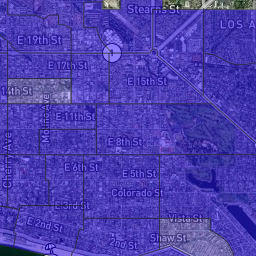 Stearns St
LOS A
E 19th St
E 17th St
E 15th St
14th St
E 11th St
Molino Ave
E 8th St
Cherry Ave
E 6th St
E 5th St
Colorado St
E 3rd St
E 2nd St
Vista St
2nd St
Shaw St